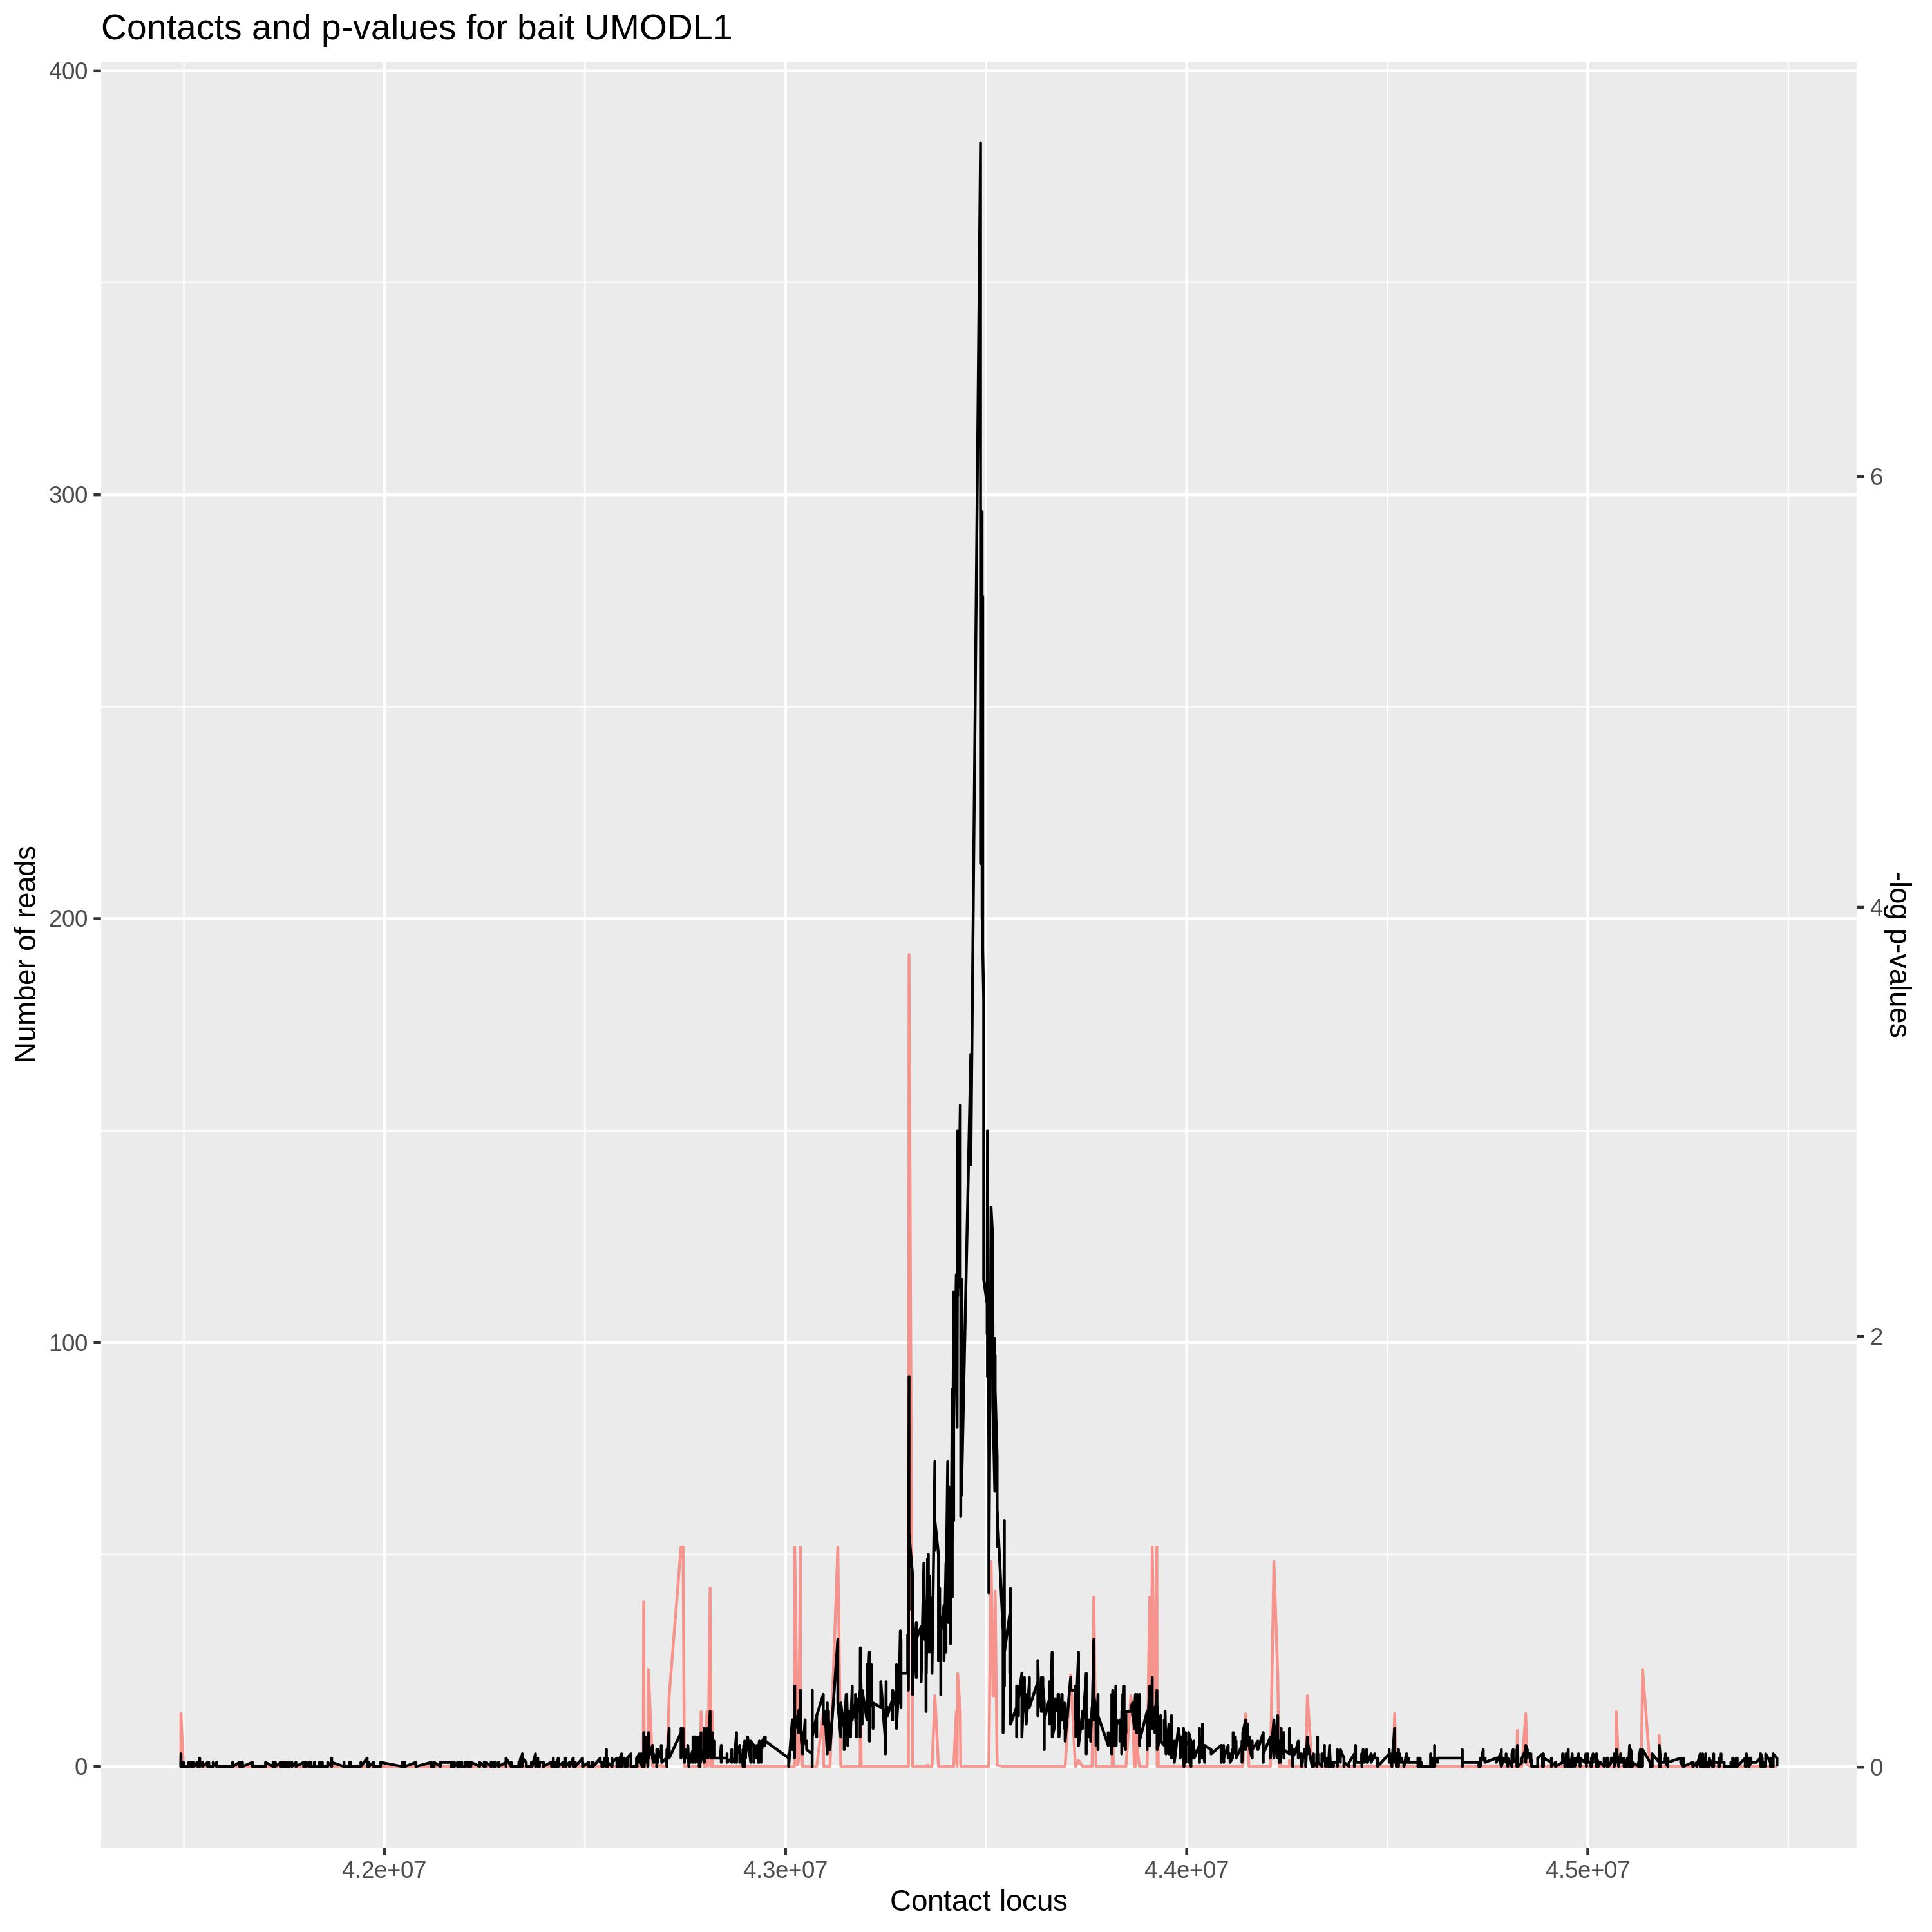 Contacts and p-values for bait UMODL1
400
300
200
100
0
Number of reads
6
4
2
0
-log p-values
4.2e+07
4.3e+07
4.4e+07
4.5e+07
Contact locus